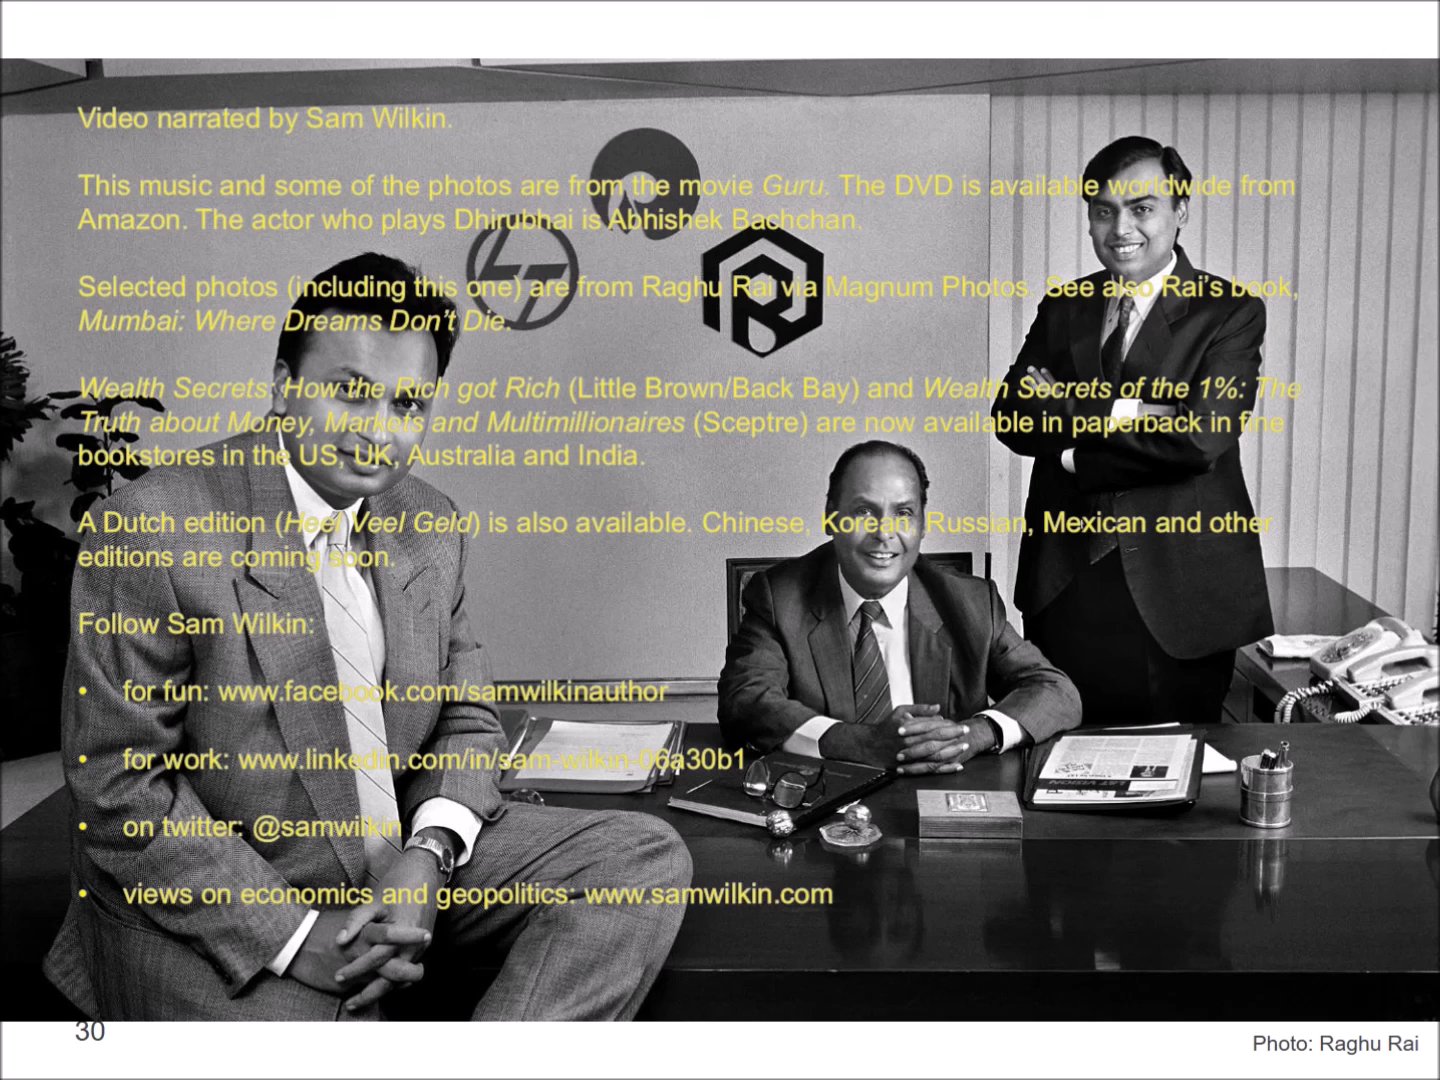 Video narrated by Sam Wilkin.
This music and some of the photos are from the movie Guru. The DVD is available worldwide from
Amazon. The actor who plays Dhirubhai is Abhishek Bachchan.
Selected photos (including this one) are from Raghu Rai via Magnum Photos. See also Rai's book,
Mumbai: Where Dreams Don't Die.
Wealth Secrets: How the Rich got Rich (Little Brown/Back Bay) and Wealth Secrets of the 1%: The
Truth about Money, Markets and Multimillionaires (Sceptre) are now available in paperback in fine
bookstores in the US, UK, Australia and India.
A Dutch edition (Heel Veel Geld) is also available. Chinese, Korean, Russian, Mexican and other
editions are coming soon.
Follow Sam Wilkin:
• for fun: www.facebook.com/samwilkinauthor
• for work: www.linkedin.com/in/sam-wilkin-06a30b1
• on twitter: @samwilkin
• views on economics and geopolitics: www.samwilkin.com
30
Photo: Raghu Rai